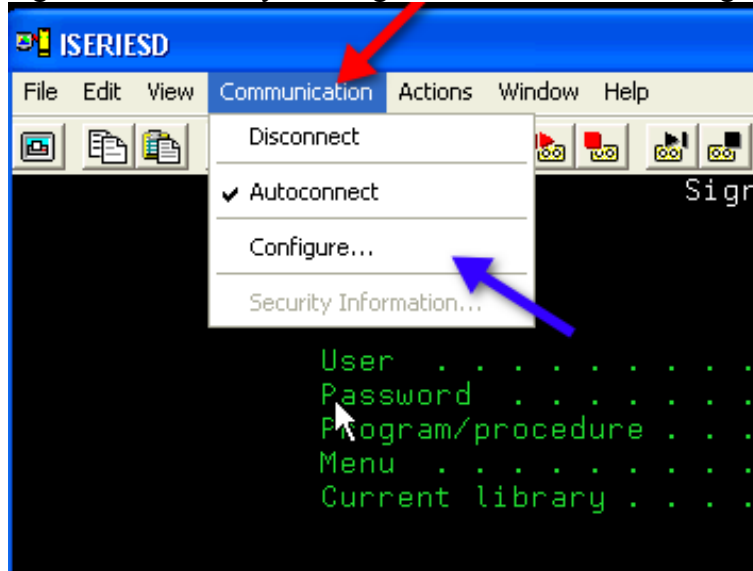 ISERIESD
File Edit View Communication Actions Window Help
Disconnect
Autoconnect
Configure...
Security Information...
User . . . . . . . . .
Password . . . . . . .
Program/procedure . . .
Menu . . . . . . . . .
Current library . . . .